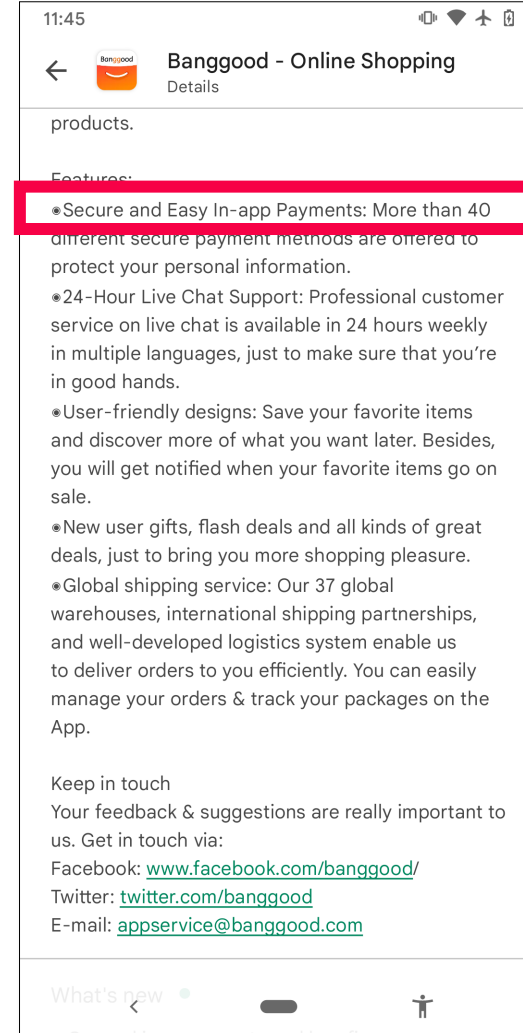 11:45
Banggood
Banggood - Online Shopping
Details
products.
Features:
◉Secure and Easy In-app Payments: More than 40
different secure payment methods are offered to
protect your personal information.
◉24-Hour Live Chat Support: Professional customer
service on live chat is available in 24 hours weekly
in multiple languages, just to make sure that you’re
in good hands.
◉User-friendly designs: Save your favorite items
and discover more of what you want later. Besides,
you will get notified when your favorite items go on
sale.
◉New user gifts, flash deals and all kinds of great
deals, just to bring you more shopping pleasure.
◉Global shipping service: Our 37 global
warehouses, international shipping partnerships,
and well-developed logistics system enable us
to deliver orders to you efficiently. You can easily
manage your orders & track your packages on the
App.
Keep in touch
Your feedback & suggestions are really important to
us. Get in touch via:
Facebook: www.facebook.com/banggood/
Twitter: twitter.com/banggood
E-mail: appservice@banggood.com
What's new